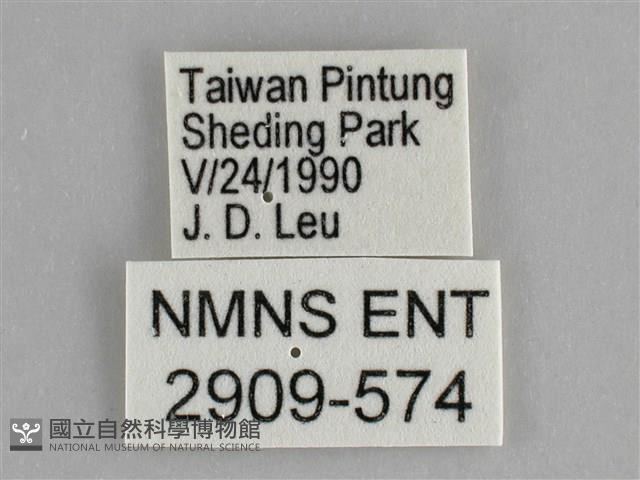 Taiwan Pintung
Sheding Park
V/24/1990
J. D. Leu
NMNS ENT
2909-574
國立自然科學博物館
NATIONAL MUSEUM OF NATURAL SCIENCE